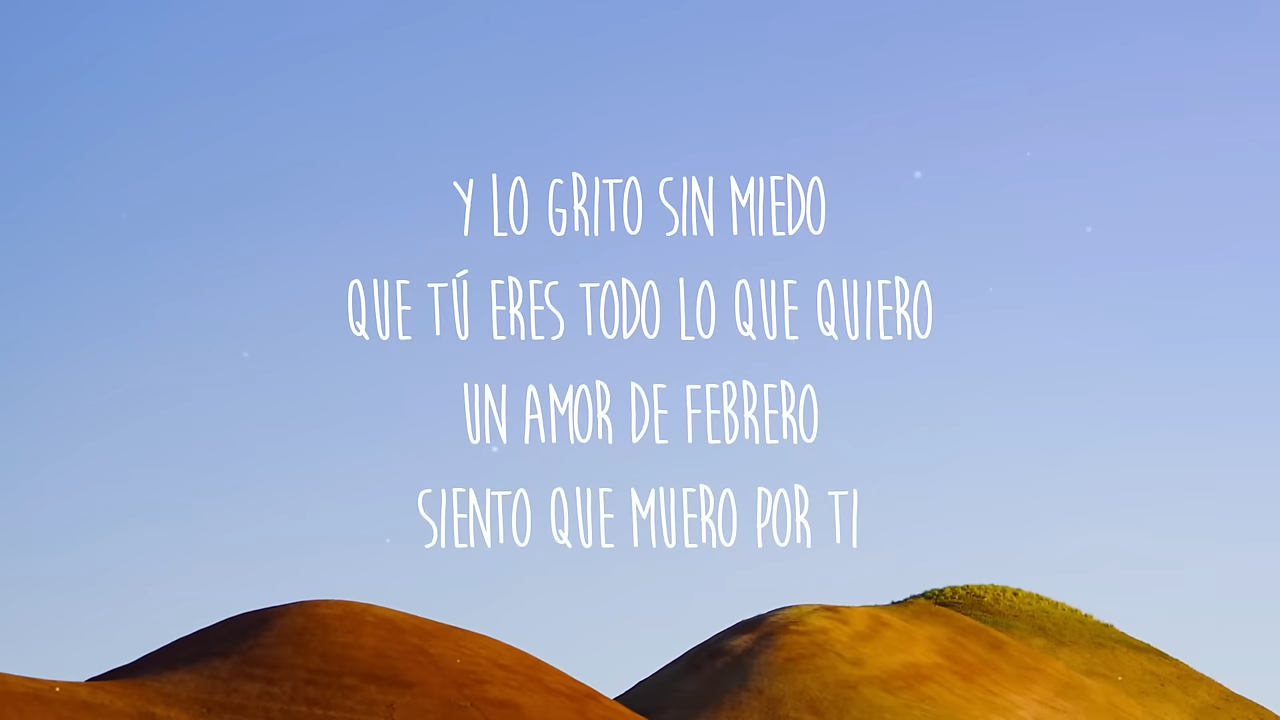 Y LO GRITO SIN MIEDO
QUE TÚ ERES TODO LO QUE QUIERO
UN AMOR DE FEBRERO
SIENTO QUE MUERO POR TI